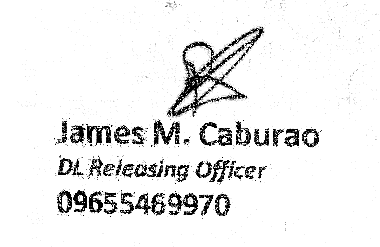 James M. Caburao
DL Releasing Officer
09655469970